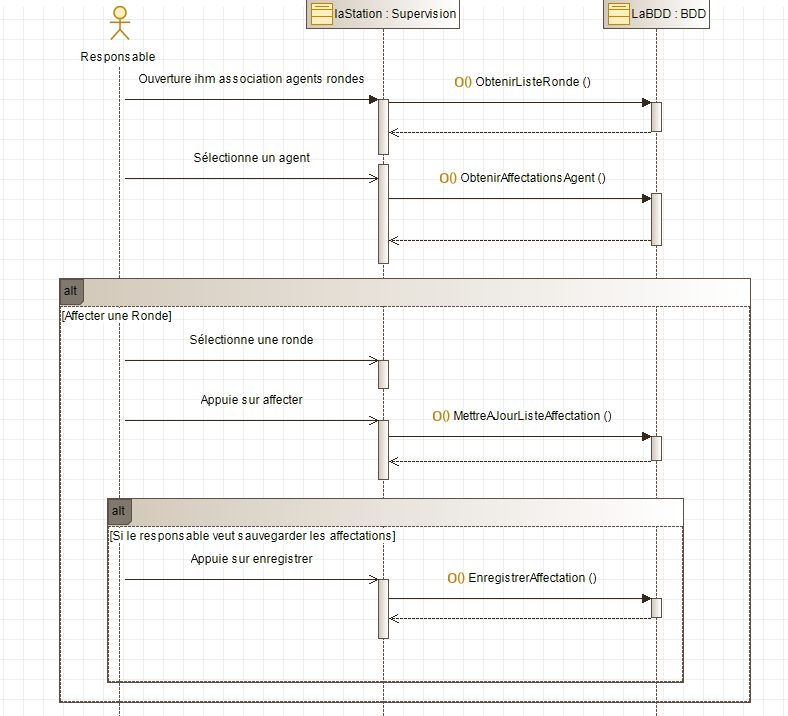 laStation : Supervision
LaBDD : BDD
Responsable
Ouverture ihm association agents rondes
O() ObtenirListeRonde ()
Sélectionne un agent
O() ObtenirAffectationsAgent ()
alt
[Affecter une Ronde]
Sélectionne une ronde
Appuie sur affecter
O() MettreAJourListeAffectation ()
alt
[Si le responsable veut sauvegarder les affectations]
Appuie sur enregistrer
O() EnregistrerAffectation ()